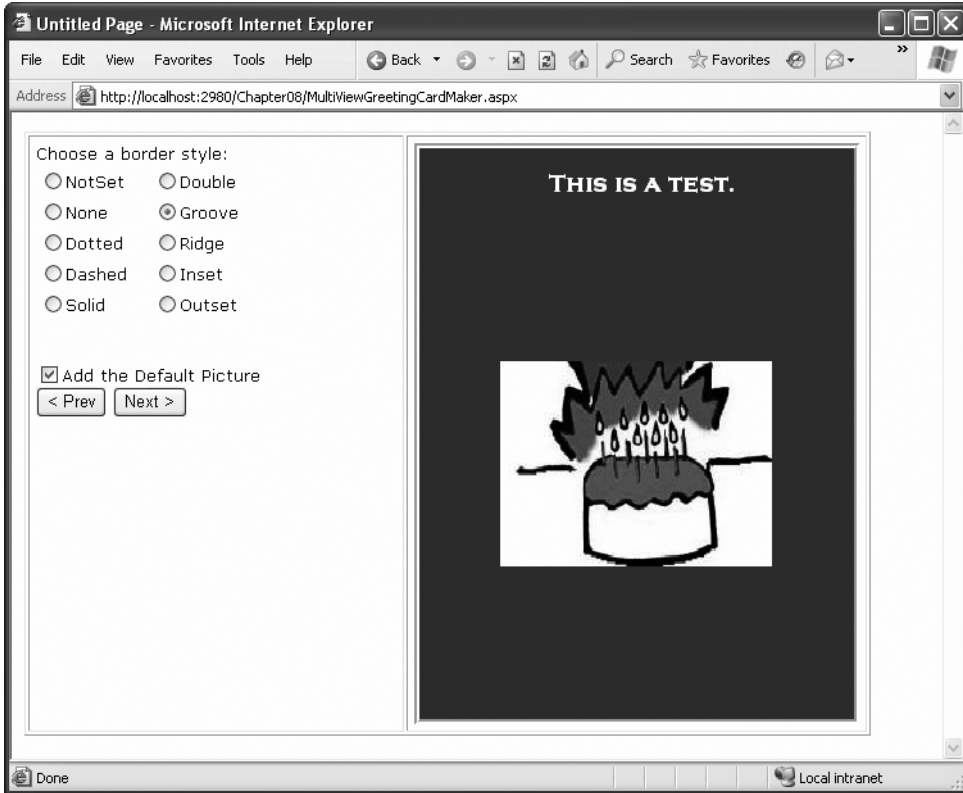 Untitled Page - Microsoft Internet Explorer
File Edit View Favorites Tools Help Back Search Favorites »
Address http://localhost:2980/Chapter08/MultiViewGreetingCardMaker.aspx
Choose a border style:
NotSet Double
None Groove
Dotted Ridge
Dashed Inset
Solid Outset
Add the Default Picture
< Prev Next >
THIS IS A TEST.
Done Local intranet